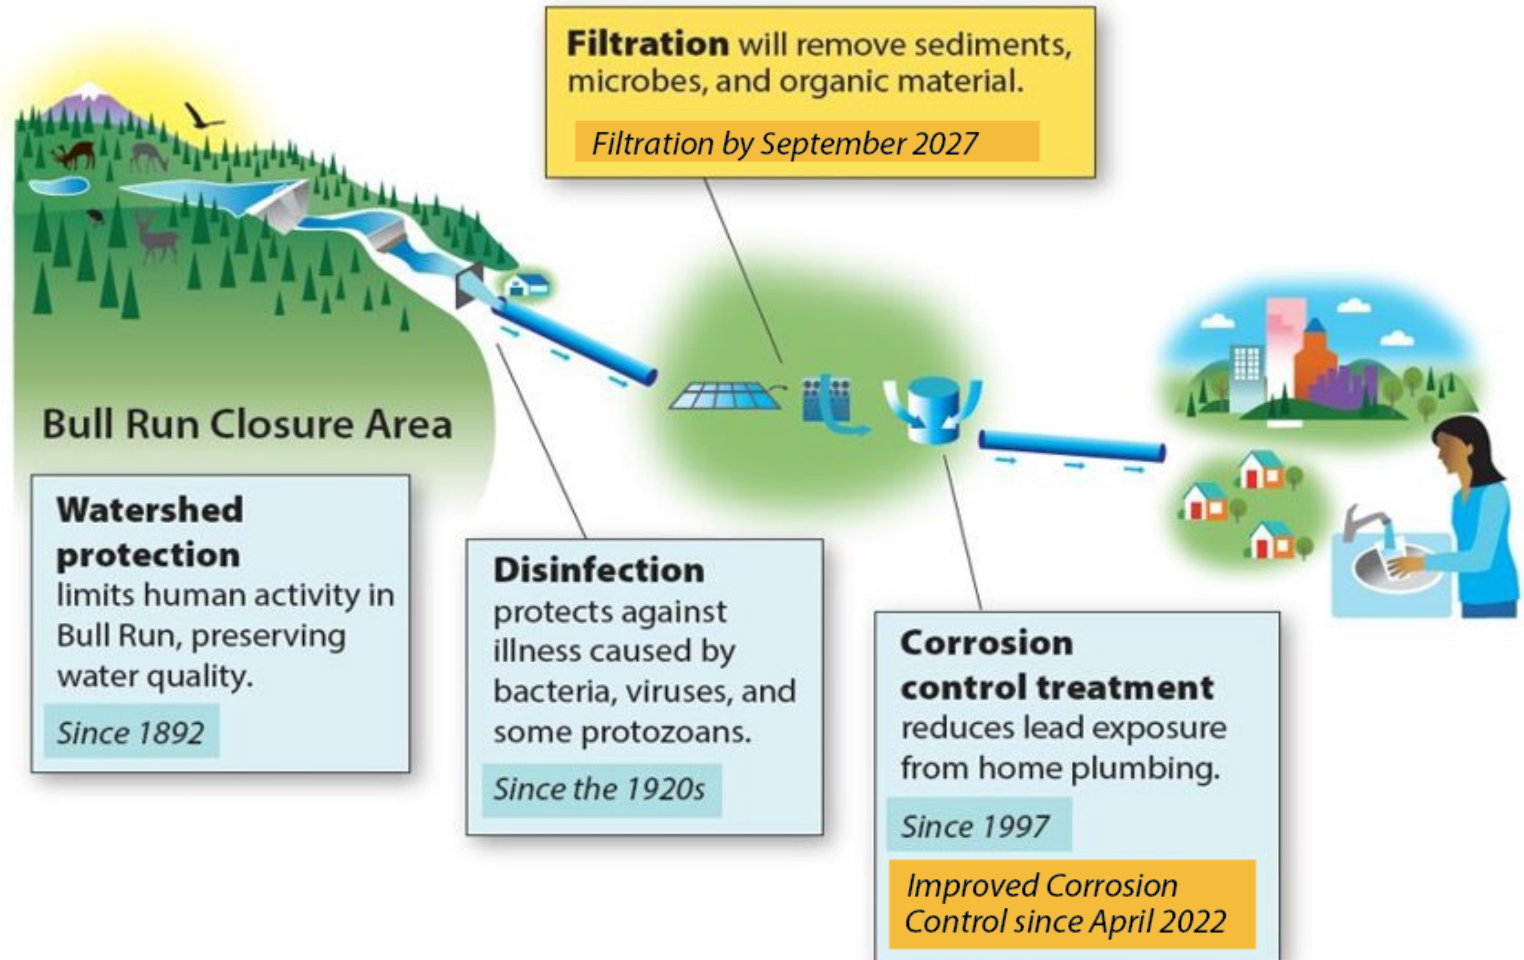 Filtration will remove sediments,
microbes, and organic material.
Filtration by September 2027
Bull Run Closure Area
Watershed
protection
limits human activity in
Bull Run, preserving
water quality.
Since 1892
Disinfection
protects against
illness caused by
bacteria, viruses, and
some protozoans.
Since the 1920s
Corrosion
control treatment
reduces lead exposure
from home plumbing.
Since 1997
Improved Corrosion
Control since April 2022